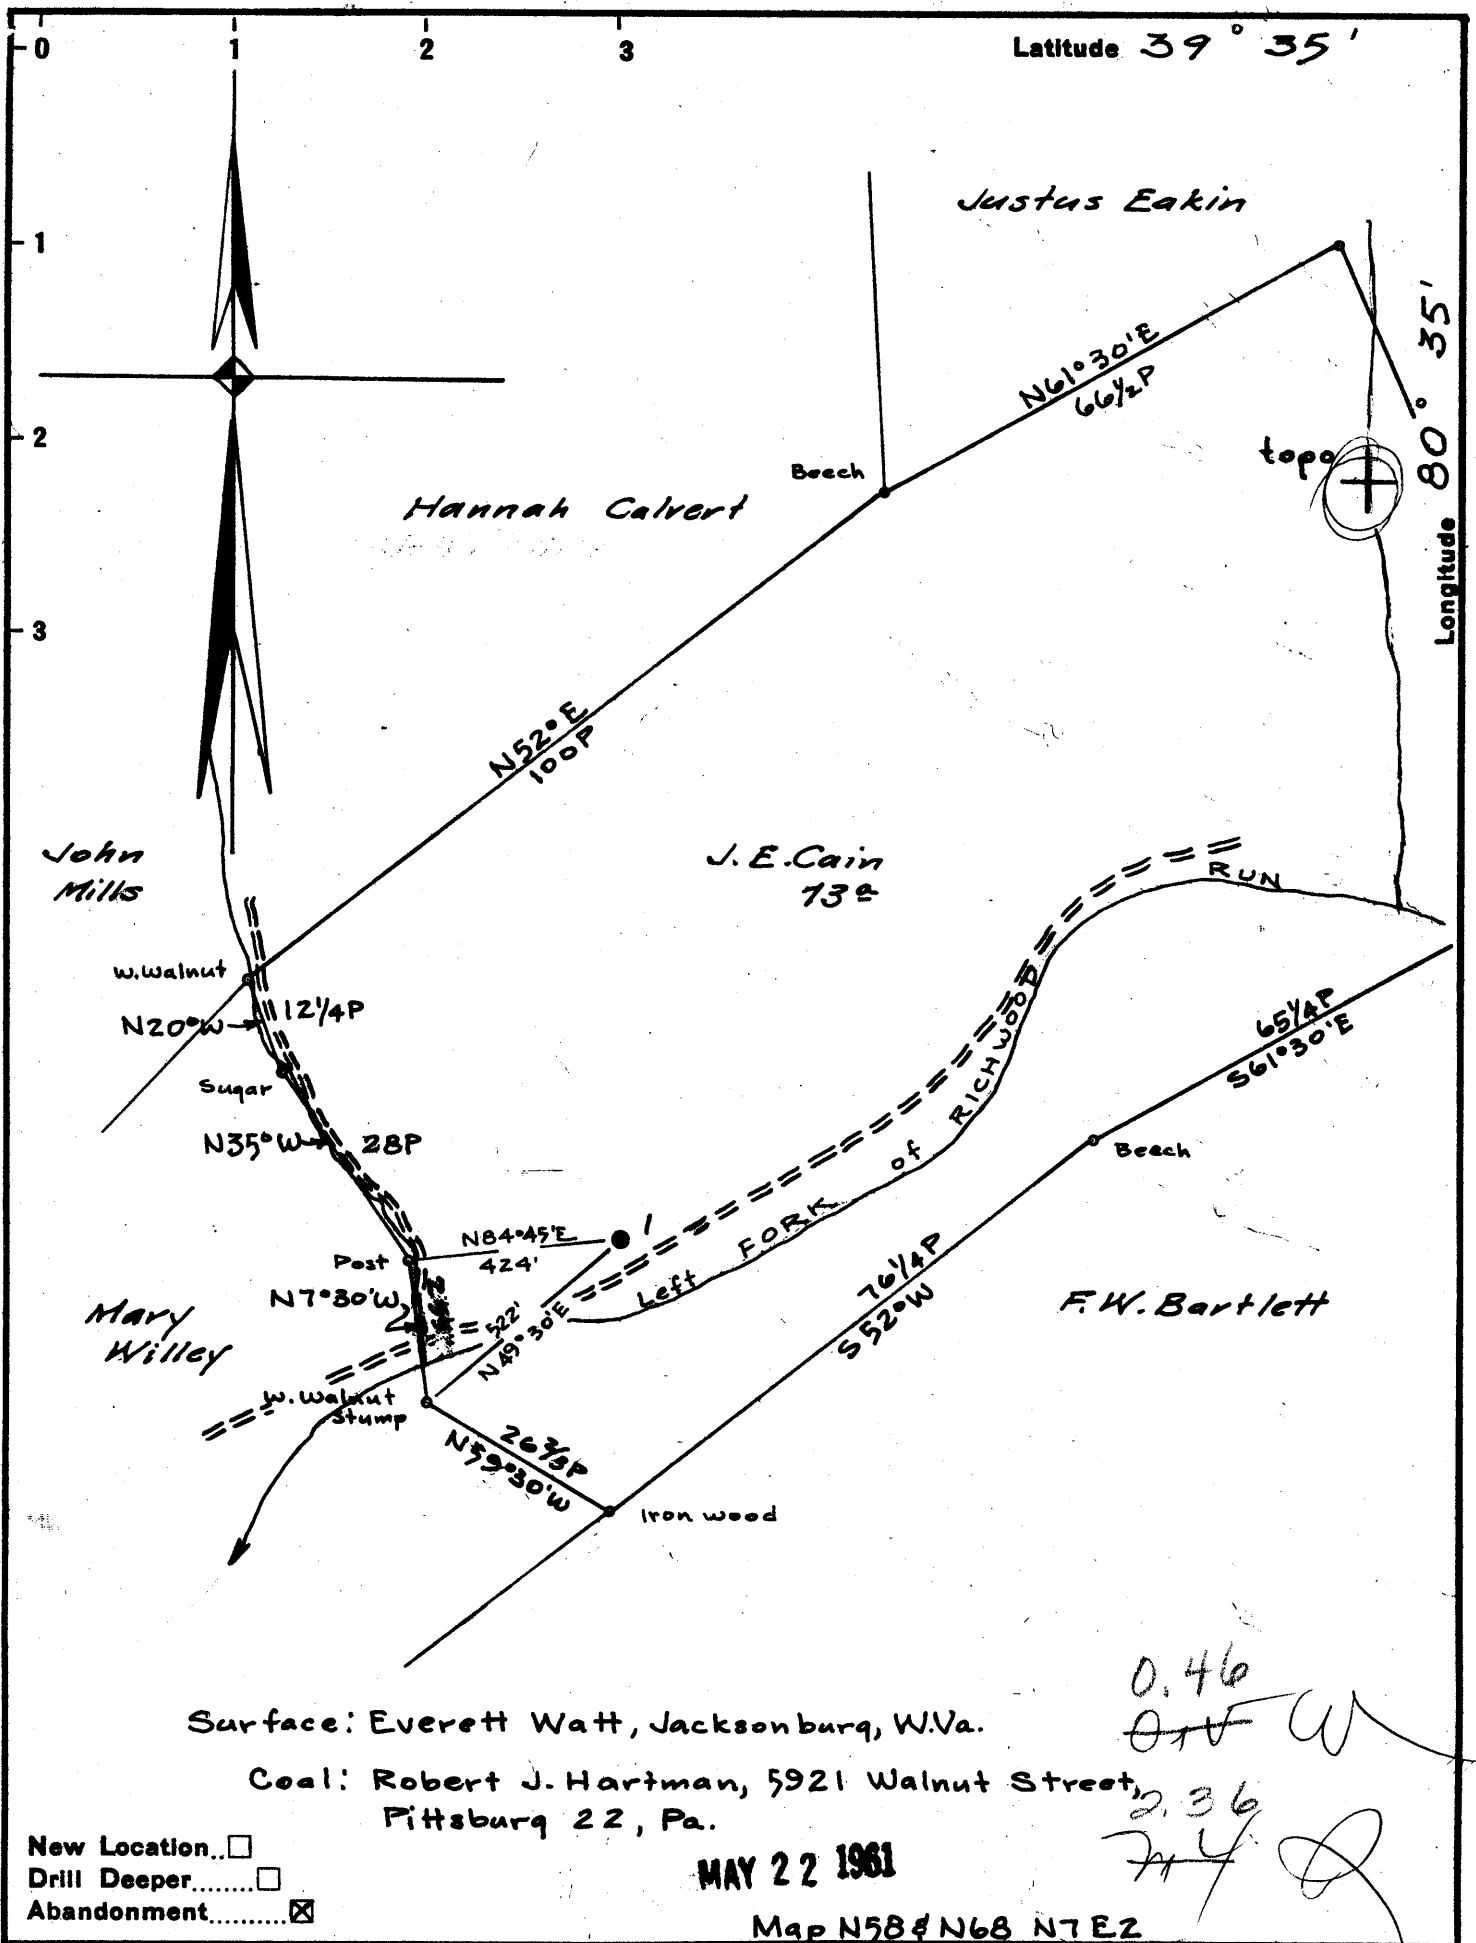 0 1 2 3 Latitude 39° 35'
Justus Eakin
1
N61°30'E
66½P
80° 35'
Longitude
2
topo
Beech
Hannah Calvert
3
N52°E
100P
John
Mills
J.E.Cain
73a
RUN
W.Walnut
12¼P
N20°W
65¼P
S61°30'E
Sugar
N35°W 28P
Beech
Left FORK of RICHWOOD
1
N84°45'E
424'
Post
N7°30'W
76¼P
S52°W
F.W. Bartlett
Mary
Willey
522'
N49°30'E
W. Walnut
Stump
26⅔P
N59°30'W
Iron wood
0.46
W
Surface: Everett Watt, Jacksonburg, W.Va.
Coal: Robert J. Hartman, 5921 Walnut Street,
Pittsburg 22, Pa.
2.36
New Location..☐
Drill Deeper........☐
Abandonment..........☒
MAY 22 1961
Map N58 & N68 N7 E2